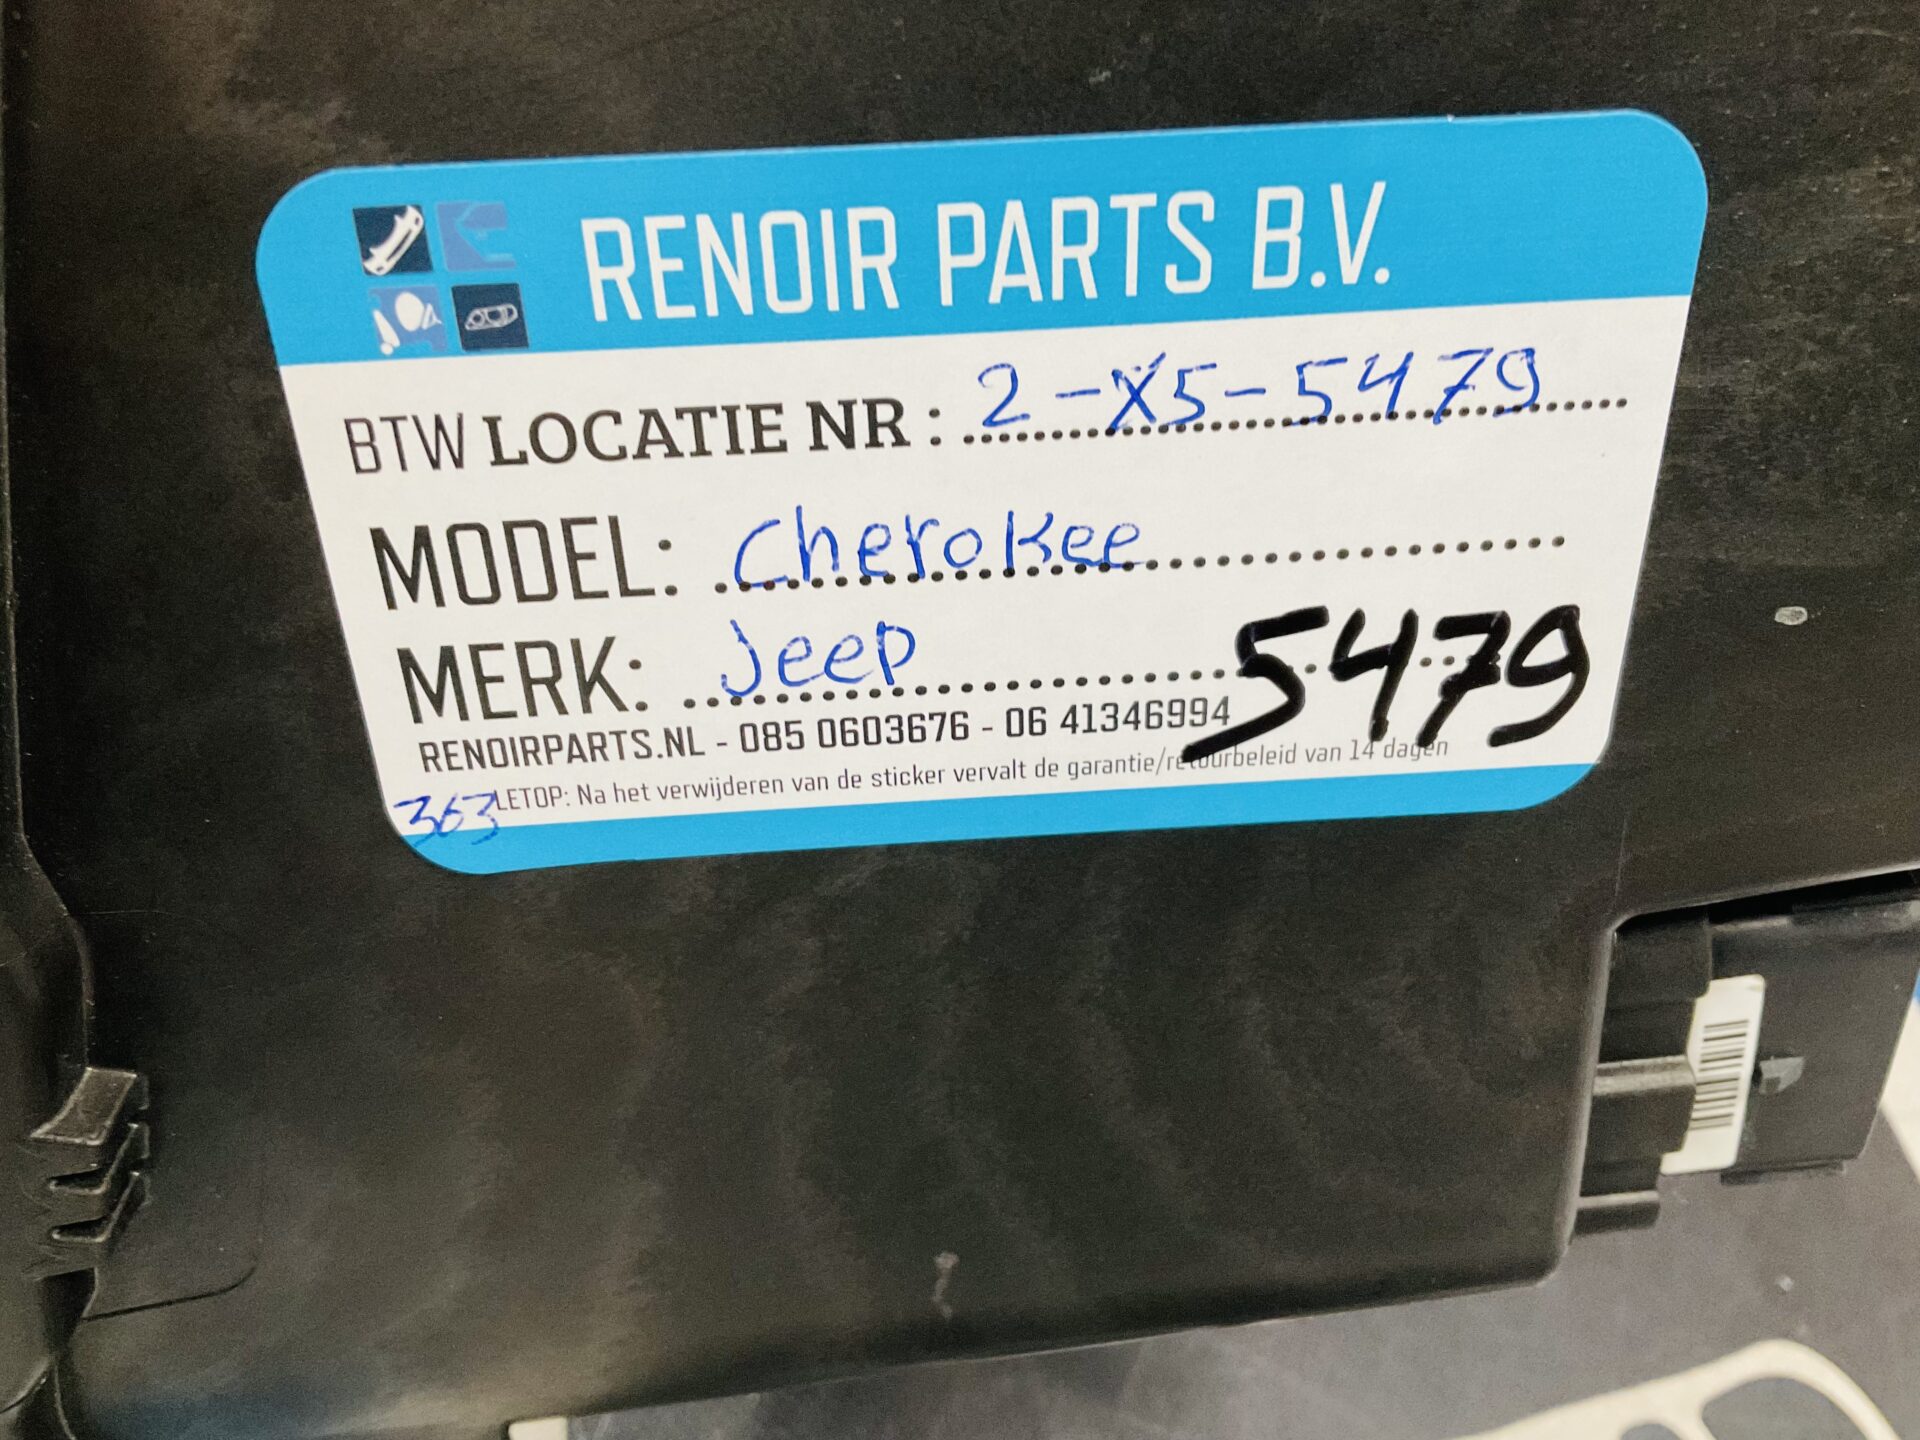 RENOIR PARTS B.V.
BTW LOCATIE NR: 2-X5-5479
MODEL: Cherokee
MERK: Jeep
5479
RENOIRPARTS.NL - 085 0603676 - 06 41346994
LETOP: Na het verwijderen van de sticker vervalt de garantie/retourbeleid van 14 dagen
363